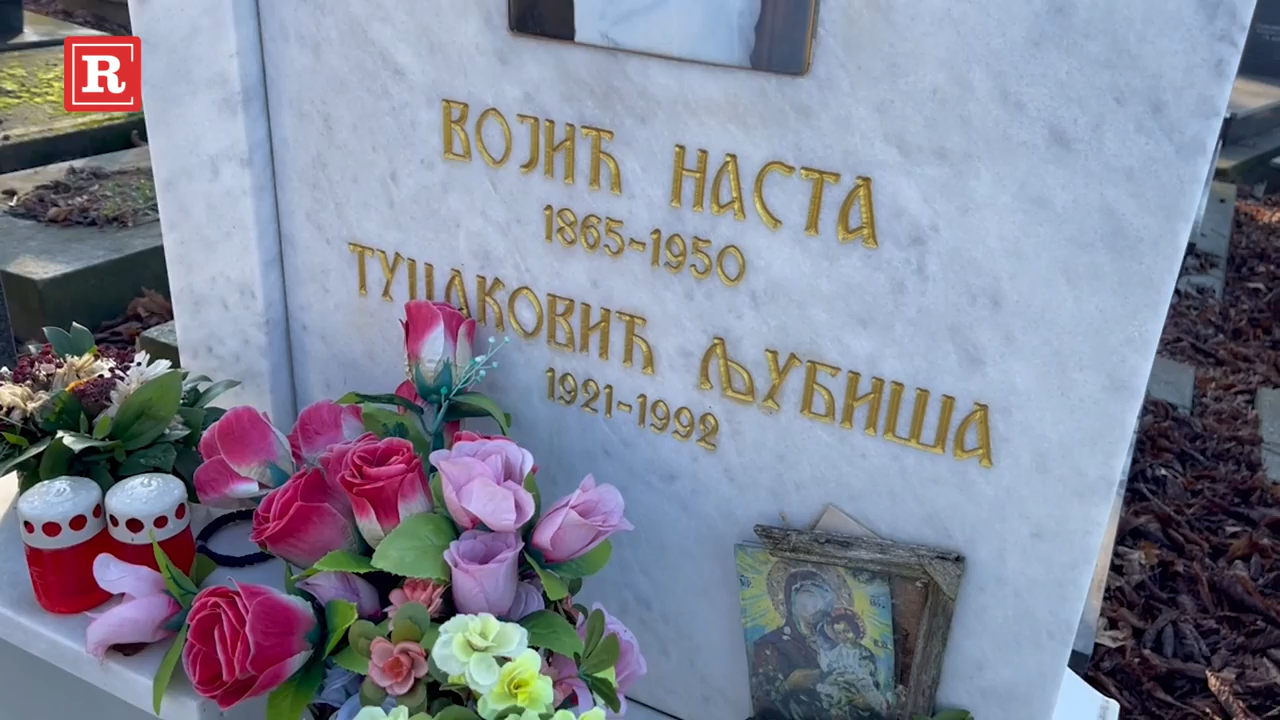 R
ВОЈИЋ НАСТА
1865-1950
ТУЦАКОВИЋ ЉУБИША
1921-1992